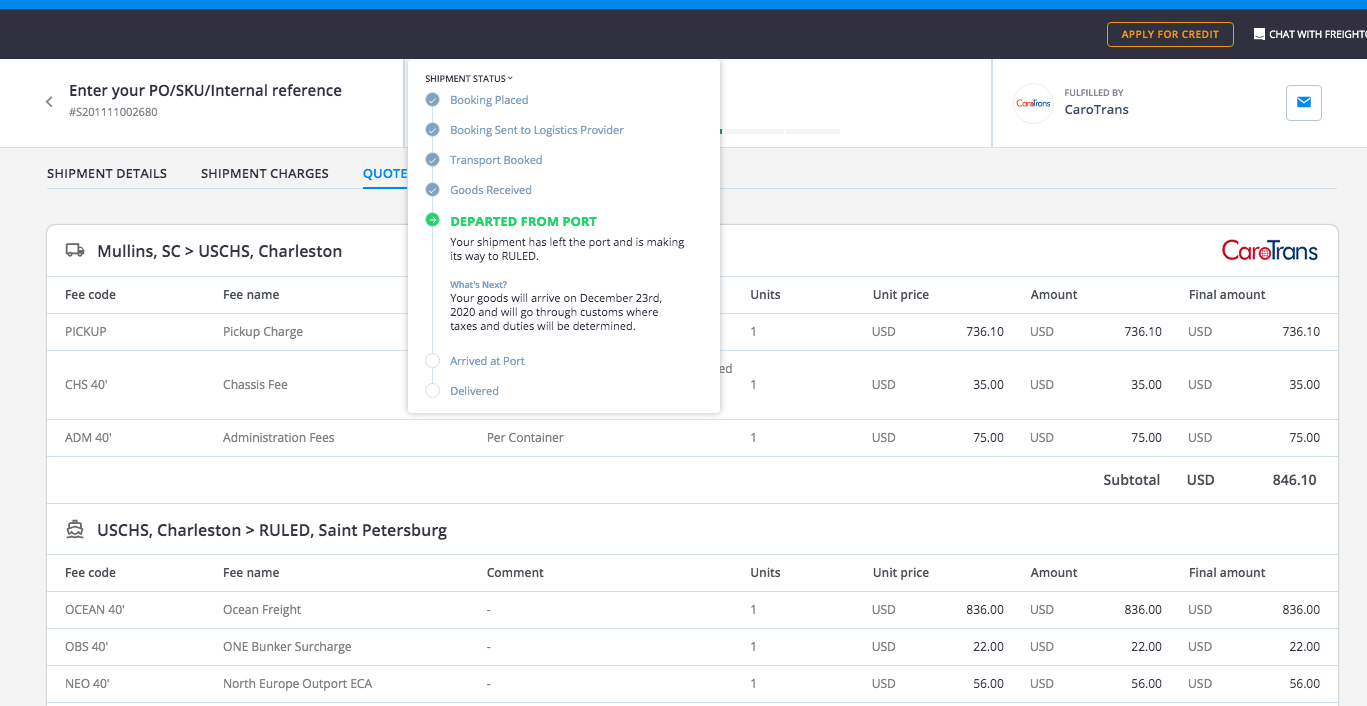 APPLY FOR CREDIT
CHAT WITH FREIGHTO
Enter your PO/SKU/Internal reference
#S201111002680
SHIPMENT STATUS
Booking Placed
Booking Sent to Logistics Provider
Transport Booked
Goods Received
DEPARTED FROM PORT
Your shipment has left the port and is making
its way to RULED.
What's Next?
Your goods will arrive on December 23rd,
2020 and will go through customs where
taxes and duties will be determined.
Arrived at Port
Delivered
CaroTrans
FULFILLED BY
CaroTrans
SHIPMENT DETAILS SHIPMENT CHARGES QUOTE
Mullins, SC > USCHS, Charleston
CaroTrans
Fee code Fee name Units Unit price Amount Final amount
PICKUP Pickup Charge 1 USD 736.10 USD 736.10 USD 736.10
CHS 40' Chassis Fee ed 1 USD 35.00 USD 35.00 USD 35.00
ADM 40' Administration Fees Per Container 1 USD 75.00 USD 75.00 USD 75.00
Subtotal USD 846.10
USCHS, Charleston > RULED, Saint Petersburg
Fee code Fee name Comment Units Unit price Amount Final amount
OCEAN 40' Ocean Freight - 1 USD 836.00 USD 836.00 USD 836.00
OBS 40' ONE Bunker Surcharge - 1 USD 22.00 USD 22.00 USD 22.00
NEO 40' North Europe Outport ECA - 1 USD 56.00 USD 56.00 USD 56.00